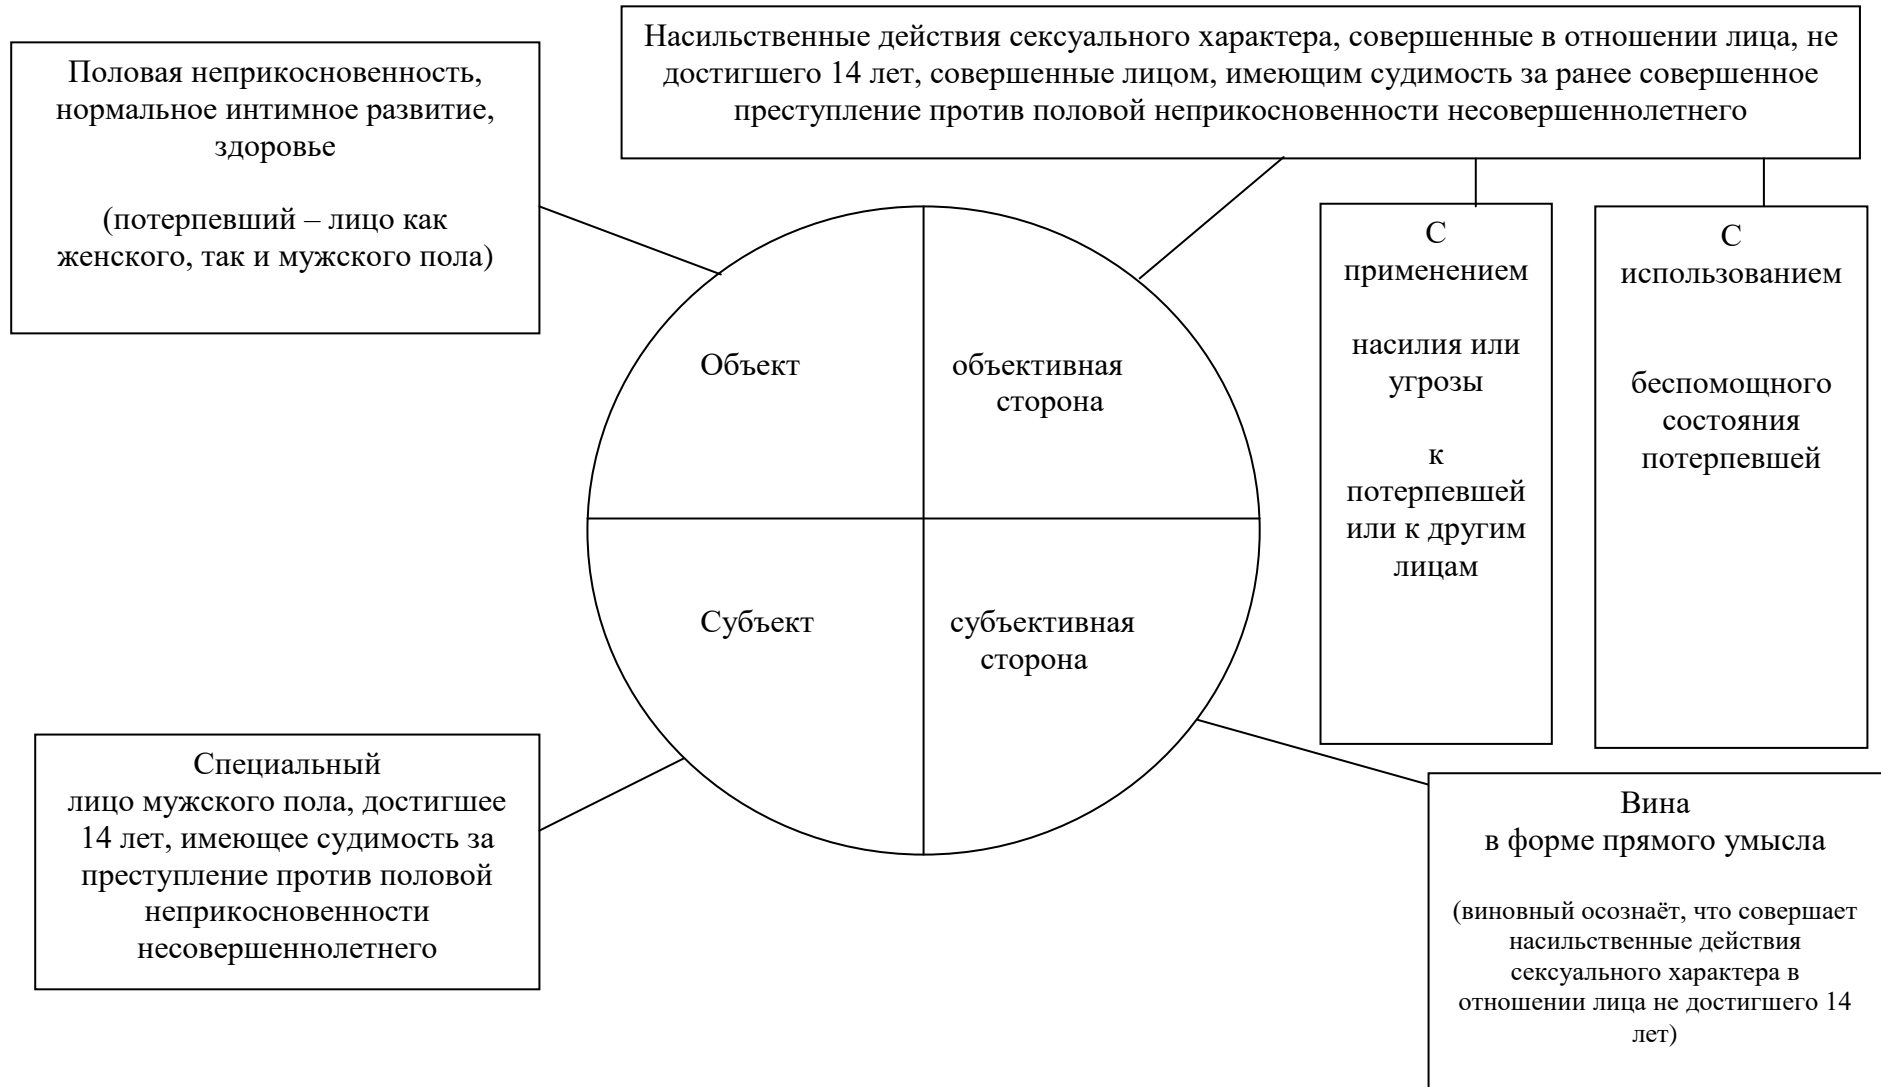 Половая неприкосновенность,
нормальное интимное развитие,
здоровье
(потерпевший – лицо как
женского, так и мужского пола)
Насильственные действия сексуального характера, совершенные в отношении лица, не
достигшего 14 лет, совершенные лицом, имеющим судимость за ранее совершенное
преступление против половой неприкосновенности несовершеннолетнего
С
применением
насилия или
угрозы
к
потерпевшей
или к другим
лицам
С
использованием
беспомощного
состояния
потерпевшей
Объект
объективная
сторона
Субъект
субъективная
сторона
Специальный
лицо мужского пола, достигшее
14 лет, имеющее судимость за
преступление против половой
неприкосновенности
несовершеннолетнего
Вина
в форме прямого умысла
(виновный осознаёт, что совершает
насильственные действия
сексуального характера в
отношении лица не достигшего 14
лет)